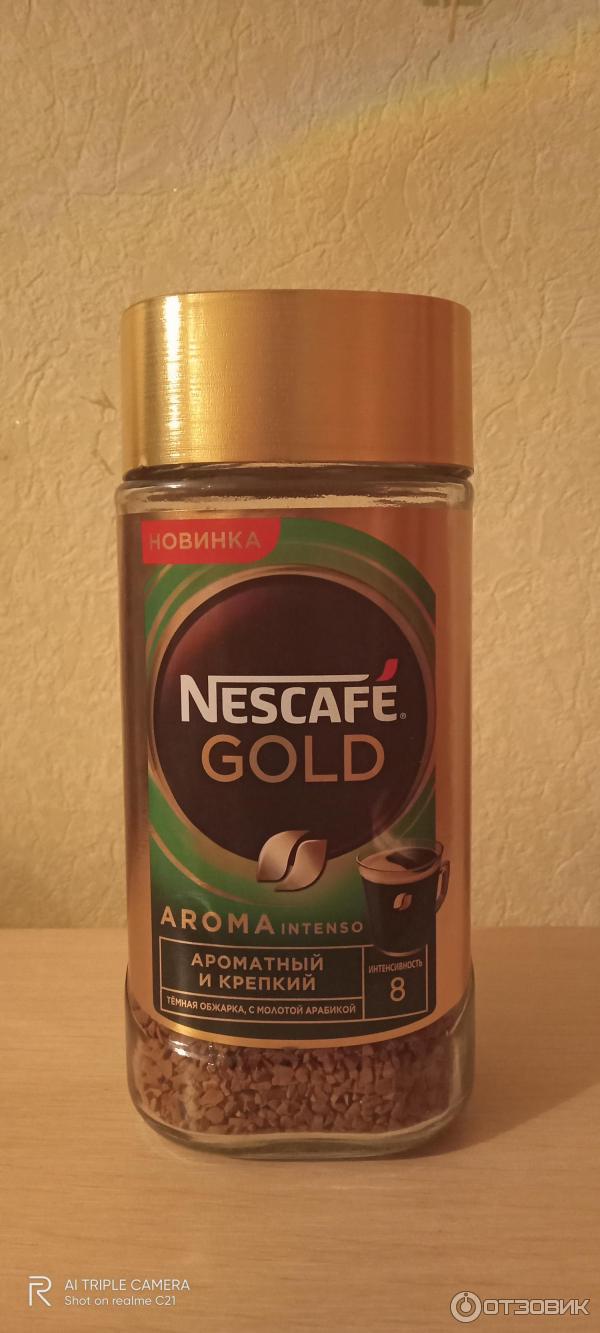 НОВИНКА
NESCAFÉ®
GOLD
AROMA INTENSO
АРОМАТНЫЙ
И КРЕПКИЙ
ТЁМНАЯ ОБЖАРКА, С МОЛОТОЙ АРАБИКОЙ
ИНТЕНСИВНОСТЬ
8
AI TRIPLE CAMERA
Shot on realme C21
ОТЗОВИК